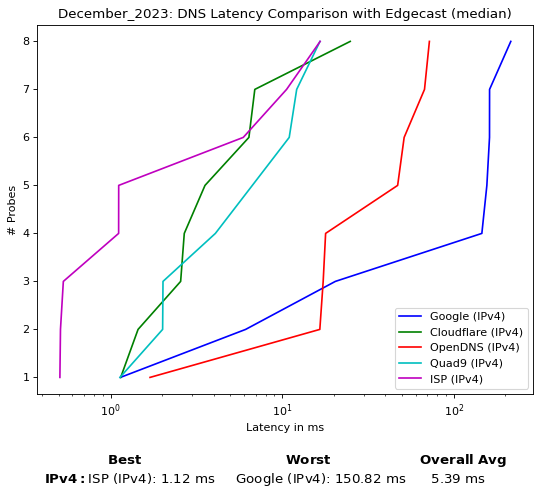 December_2023: DNS Latency Comparison with Edgecast (median)
8
7
6
5
4
3
2
1
# Probes
10⁰
10¹
10²
Latency in ms
Google (IPv4)
Cloudflare (IPv4)
OpenDNS (IPv4)
Quad9 (IPv4)
ISP (IPv4)
Best Worst Overall Avg
IPv4: ISP (IPv4): 1.12 ms Google (IPv4): 150.82 ms 5.39 ms